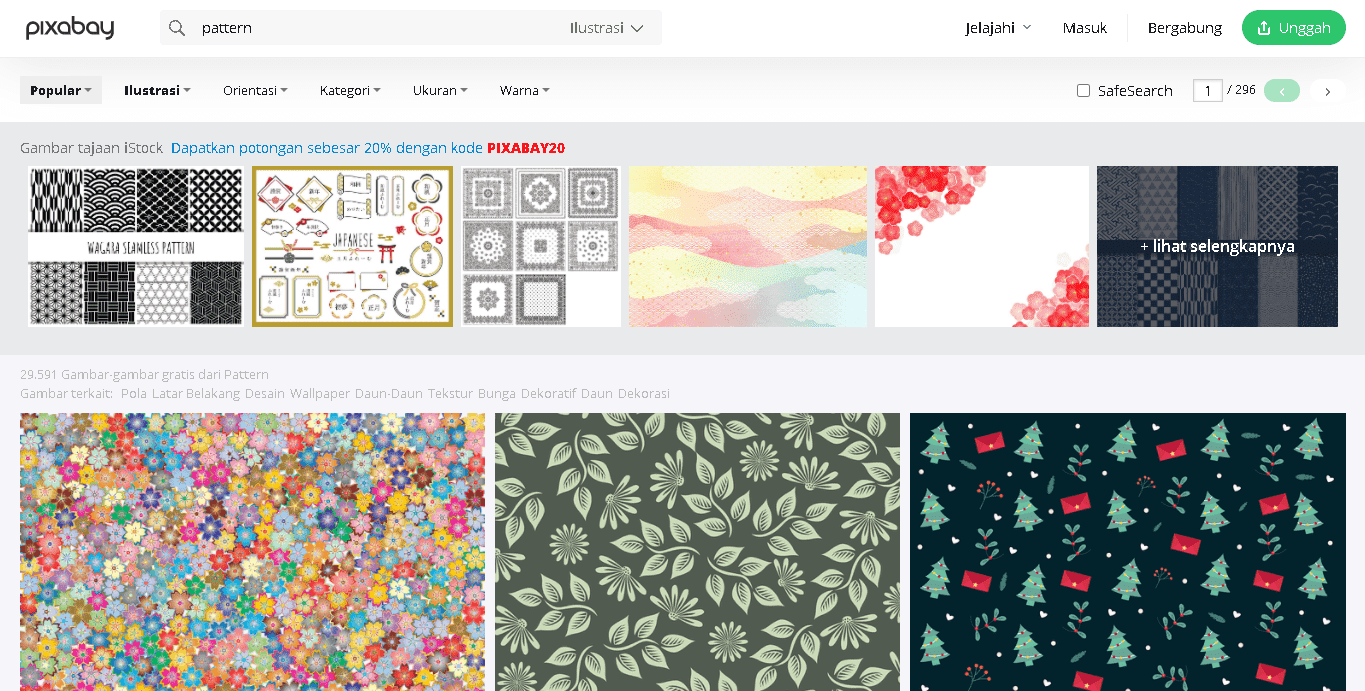 pixabay
pattern
Ilustrasi
Jelajahi
Masuk
Bergabung
Unggah
Popular
Ilustrasi
Orientasi
Kategori
Ukuran
Warna
SafeSearch
1 / 296
Gambar tajaan iStock Dapatkan potongan sebesar 20% dengan kode PIXABAY20
WAGARA SEAMLESS PATTERN
JAPANESE
+ lihat selengkapnya
29.591 Gambar-gambar gratis dari Pattern
Gambar terkait: Pola Latar Belakang Desain Wallpaper Daun-Daun Tekstur Bunga Dekoratif Daun Dekorasi